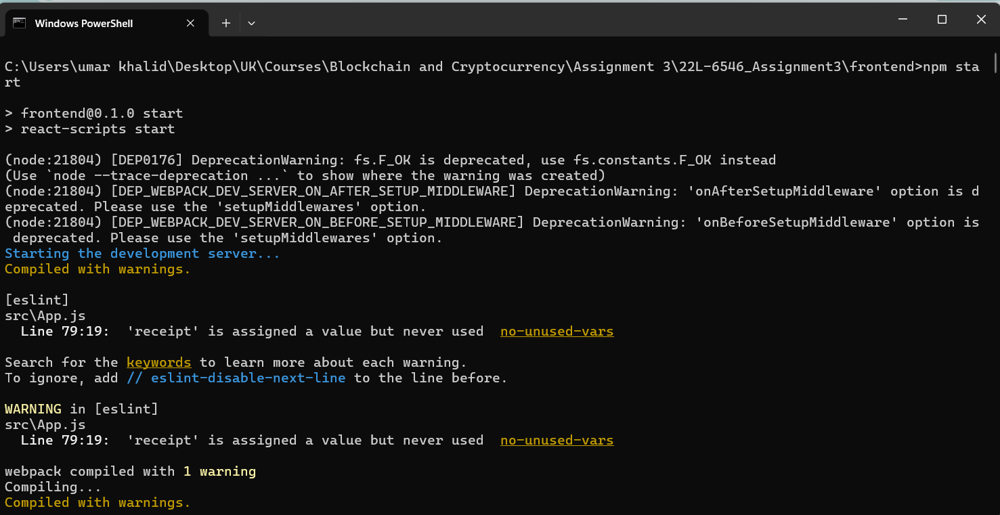 Windows PowerShell
C:\Users\umar khalid\Desktop\UK\Courses\Blockchain and Cryptocurrency\Assignment 3\22L-6546_Assignment3\frontend>npm sta
rt
> frontend@0.1.0 start
> react-scripts start
(node:21804) [DEP0176] DeprecationWarning: fs.F_OK is deprecated, use fs.constants.F_OK instead
(Use `node --trace-deprecation ...` to show where the warning was created)
(node:21804) [DEP_WEBPACK_DEV_SERVER_ON_AFTER_SETUP_MIDDLEWARE] DeprecationWarning: 'onAfterSetupMiddleware' option is d
eprecated. Please use the 'setupMiddlewares' option.
(node:21804) [DEP_WEBPACK_DEV_SERVER_ON_BEFORE_SETUP_MIDDLEWARE] DeprecationWarning: 'onBeforeSetupMiddleware' option is
 deprecated. Please use the 'setupMiddlewares' option.
Starting the development server...
Compiled with warnings.
[eslint]
src\App.js
  Line 79:19:  'receipt' is assigned a value but never used  no-unused-vars
Search for the keywords to learn more about each warning.
To ignore, add // eslint-disable-next-line to the line before.
WARNING in [eslint]
src\App.js
  Line 79:19:  'receipt' is assigned a value but never used  no-unused-vars
webpack compiled with 1 warning
Compiling...
Compiled with warnings.